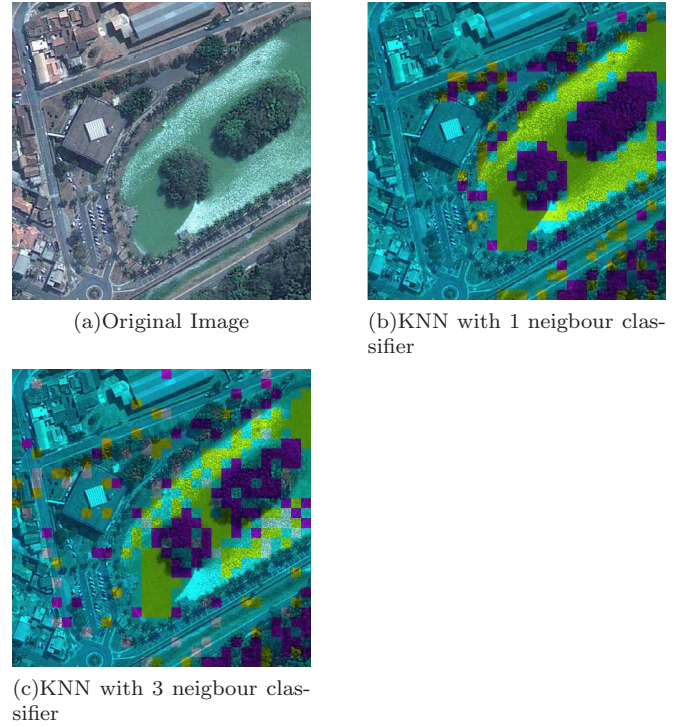 (a)Original Image
(b)KNN with 1 neigbour clas-
sifier
(c)KNN with 3 neigbour clas-
sifier